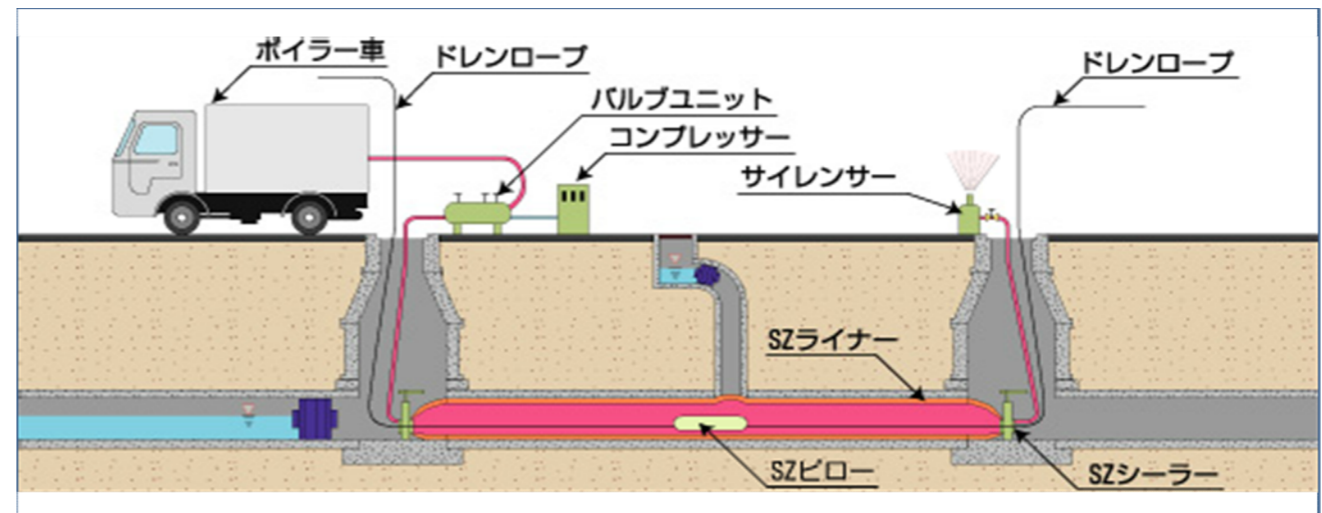 ボイラー車
ドレンロープ
ドレンロープ
バルブユニット
コンプレッサー
サイレンサー
SZライナー
SZピロー
SZシーラー